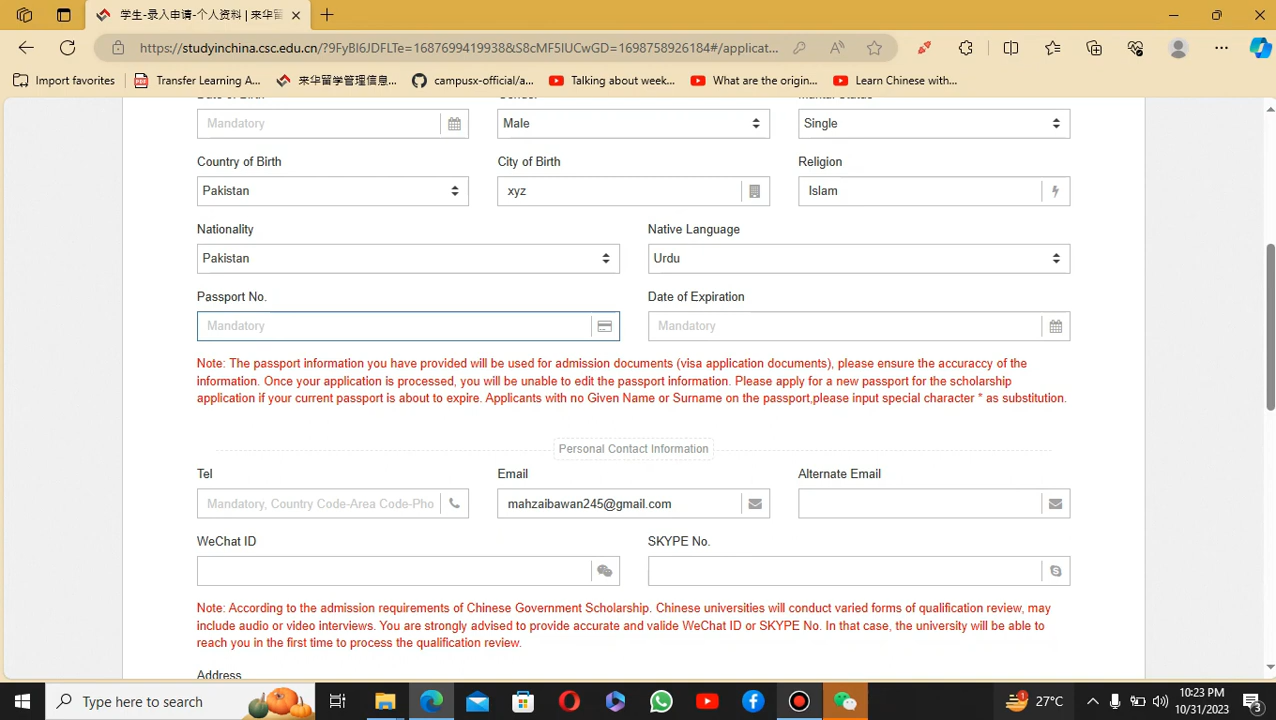 学生-录入申请-个人资料 | 来华留
https://studyinchina.csc.edu.cn/?9FyBl6JDFLTe=1687699419938&S8cMF5IUCwGD=1698758926184#/applicat...
Import favorites
Transfer Learning A...
来华留学管理信息...
campusx-official/a...
Talking about week...
What are the origin...
Learn Chinese with...
Mandatory
Male
Single
Country of Birth
City of Birth
Religion
Pakistan
xyz
Islam
Nationality
Native Language
Pakistan
Urdu
Passport No.
Date of Expiration
Mandatory
Mandatory
Note: The passport information you have provided will be used for admission documents (visa application documents), please ensure the accuraccy of the
information. Once your application is processed, you will be unable to edit the passport information. Please apply for a new passport for the scholarship
application if your current passport is about to expire. Applicants with no Given Name or Surname on the passport,please input special character * as substitution.
Personal Contact Information
Tel
Email
Alternate Email
Mandatory, Country Code-Area Code-Pho
mahzaibawan245@gmail.com
WeChat ID
SKYPE No.
Note: According to the admission requirements of Chinese Government Scholarship. Chinese universities will conduct varied forms of qualification review, may
include audio or video interviews. You are strongly advised to provide accurate and valide WeChat ID or SKYPE No. In that case, the university will be able to
reach you in the first time to process the qualification review.
Address
Type here to search
1
27°C
10:23 PM
10/31/2023
3